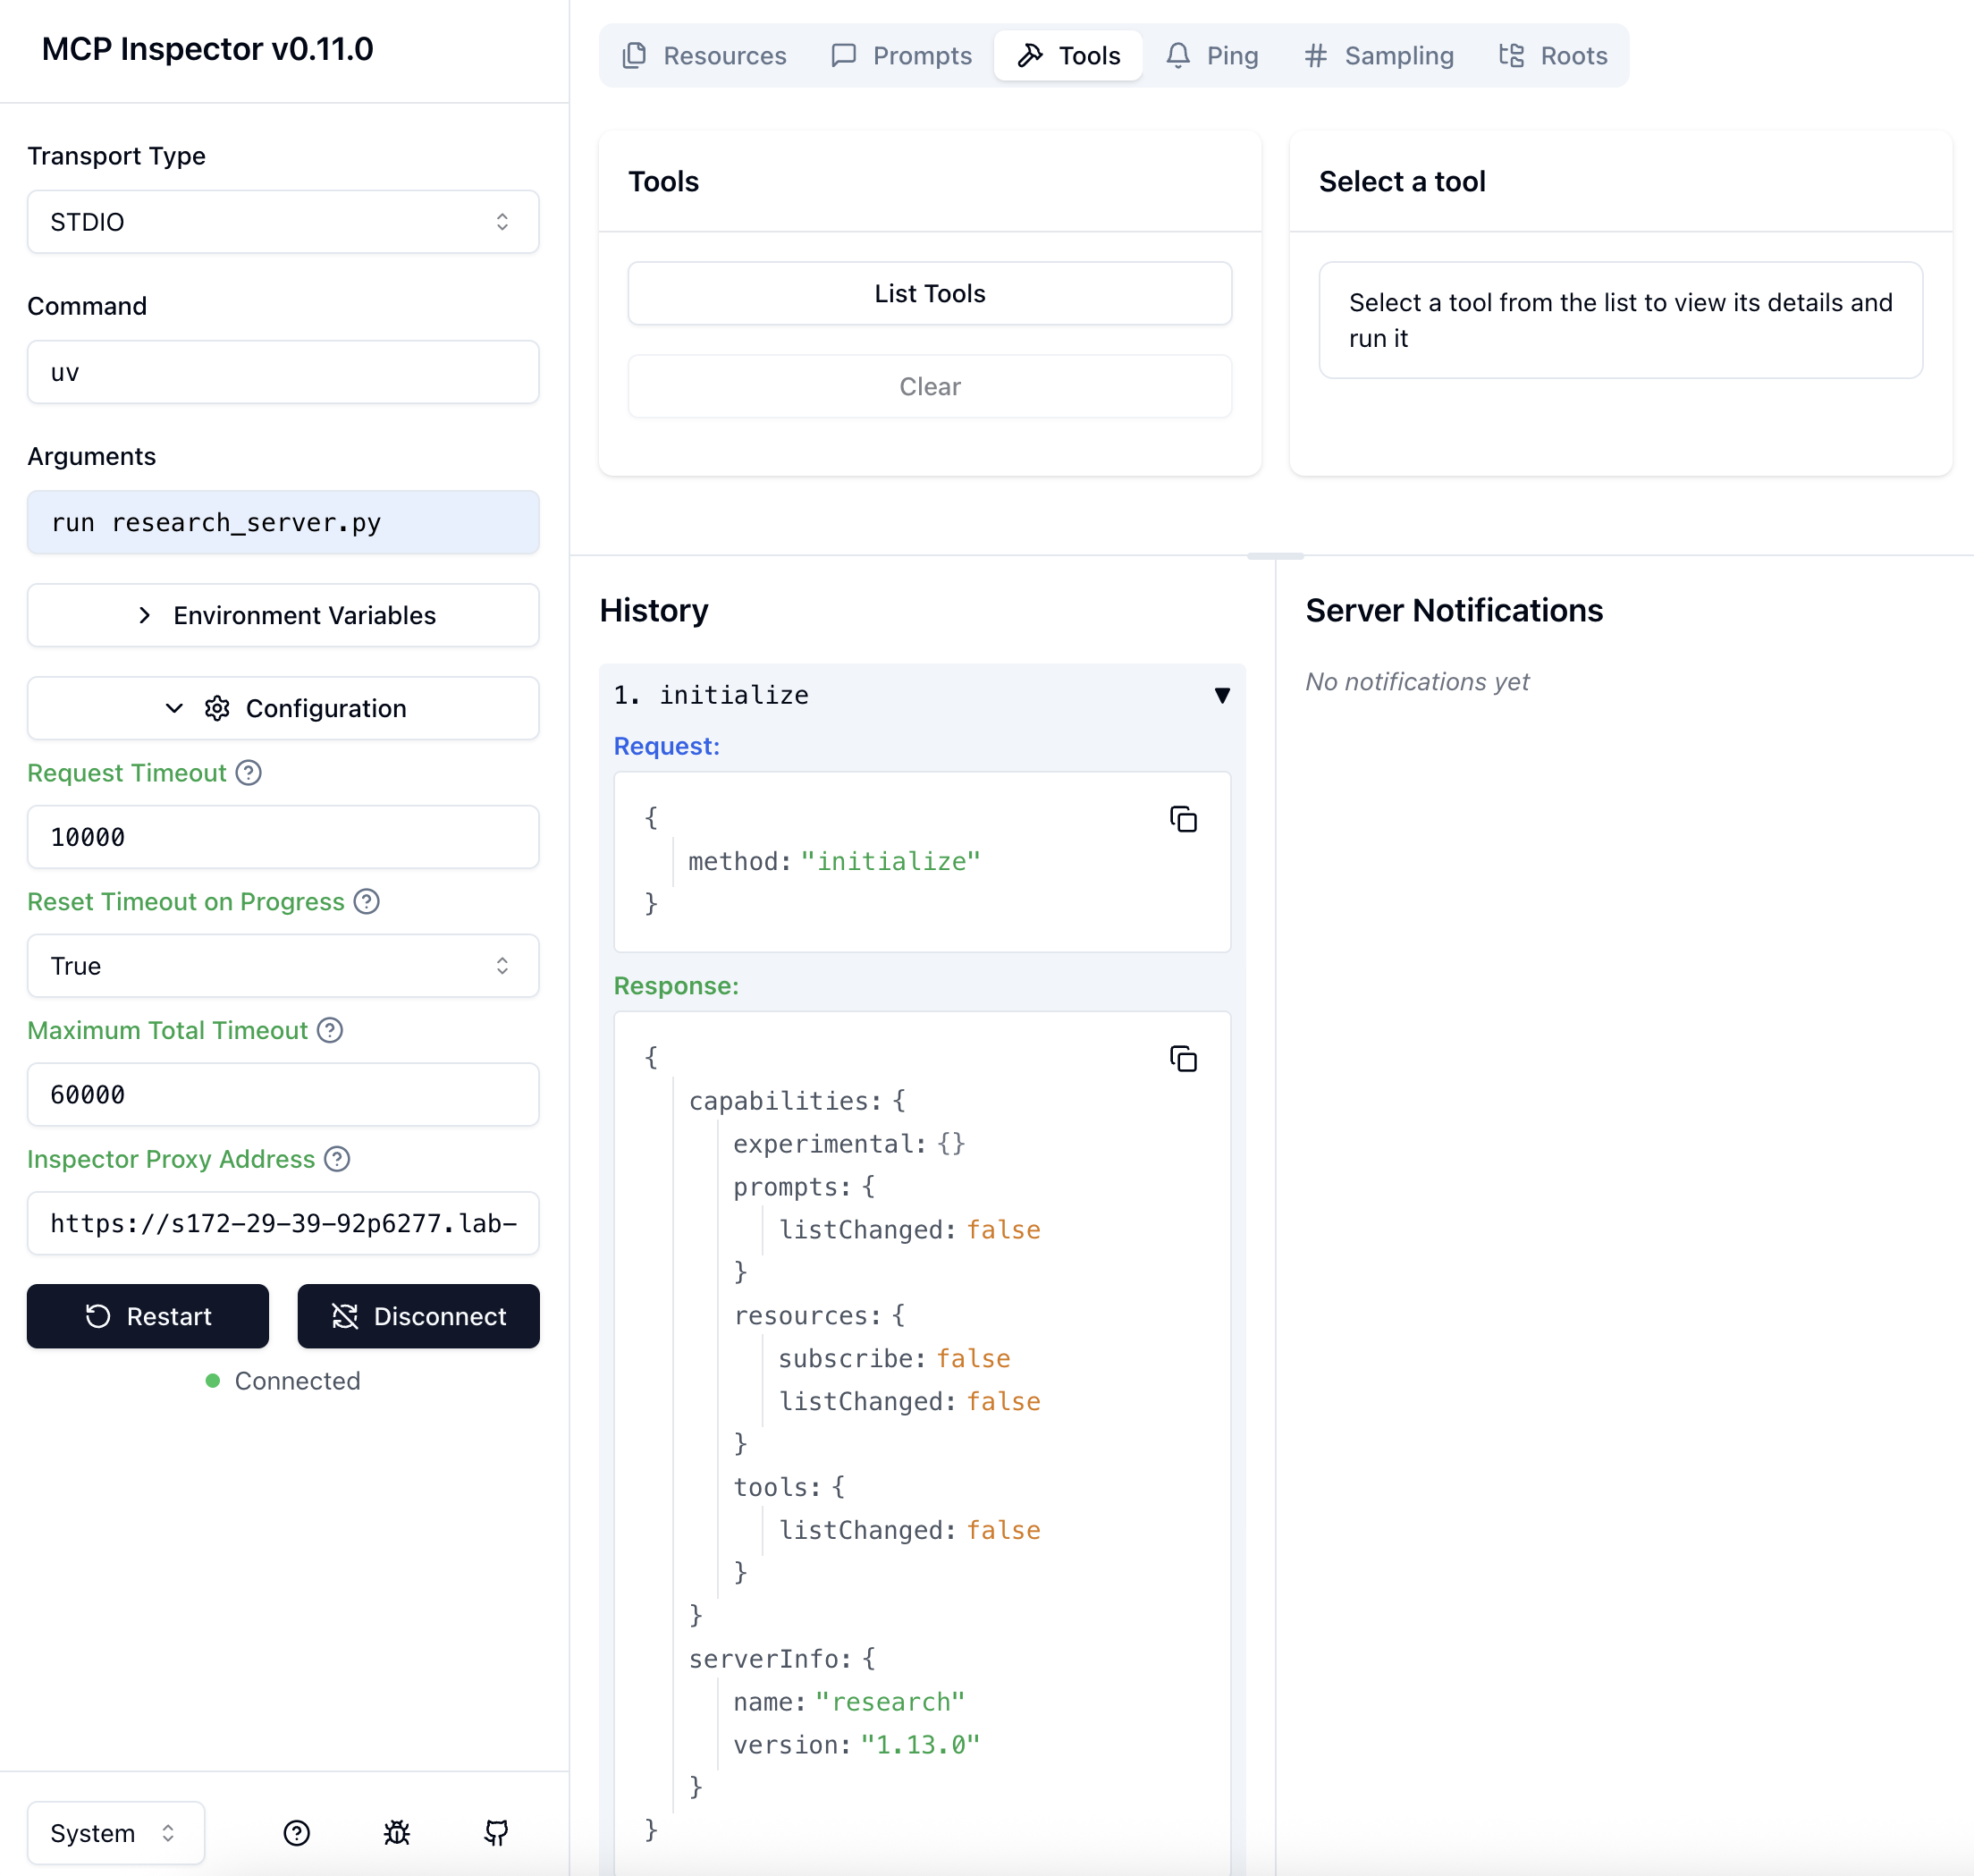 MCP Inspector v0.11.0
Transport Type
STDIO
Command
uv
Arguments
run research_server.py
Environment Variables
Configuration
Request Timeout
10000
Reset Timeout on Progress
True
Maximum Total Timeout
60000
Inspector Proxy Address
https://s172-29-39-92p6277.lab-
Restart
Disconnect
Connected
System
Resources
Prompts
Tools
Ping
Sampling
Roots
Tools
List Tools
Clear
Select a tool
Select a tool from the list to view its details and
run it
History
1. initialize
Request:
{
method: "initialize"
}
Response:
{
capabilities: {
experimental: {}
prompts: {
listChanged: false
}
resources: {
subscribe: false
listChanged: false
}
tools: {
listChanged: false
}
}
serverInfo: {
name: "research"
version: "1.13.0"
}
}
Server Notifications
No notifications yet